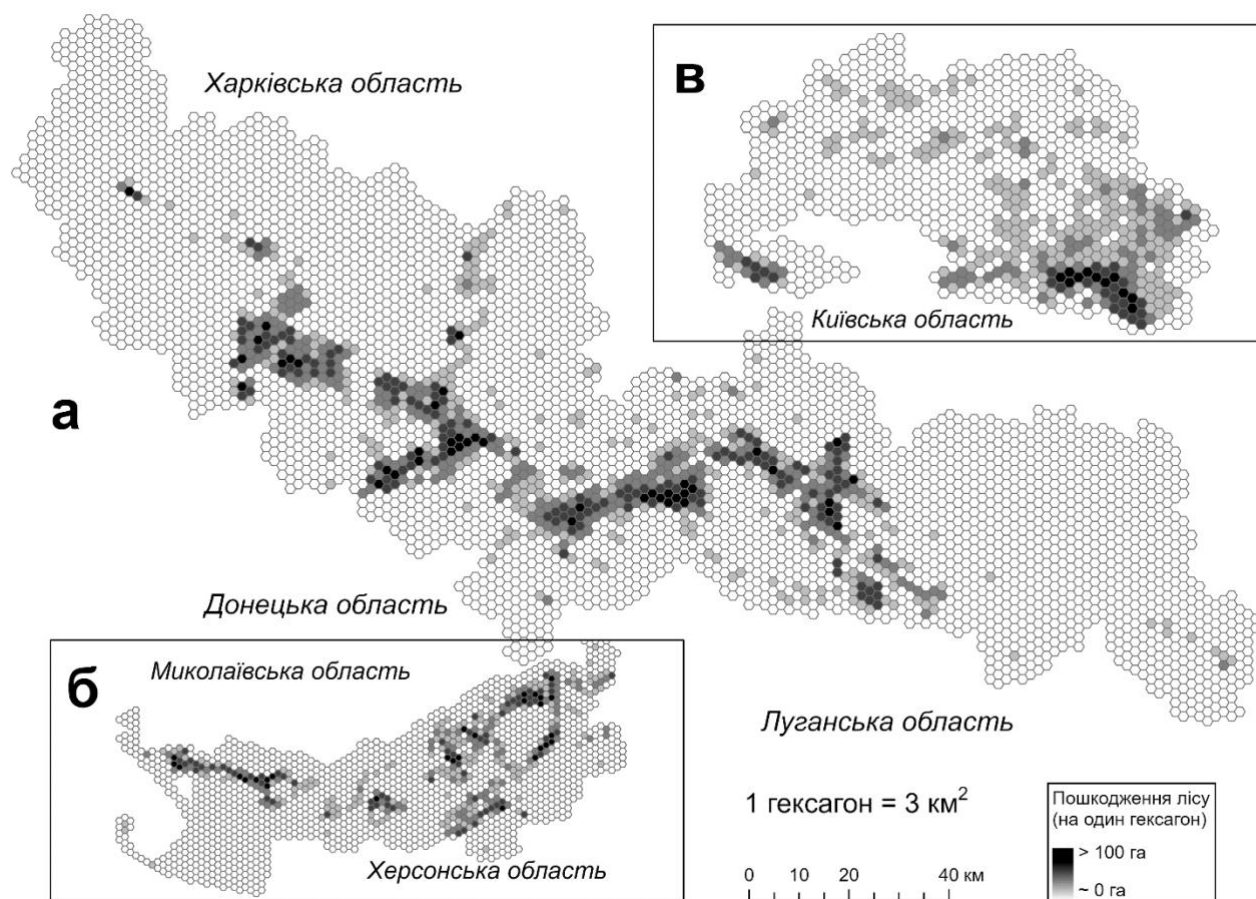 Харківська область
в
Київська область
а
Донецька область
б
Миколаївська область
Херсонська область
Луганська область
1 гексагон = 3 км²
Пошкодження лісу
(на один гексагон)
> 100 га
~ 0 га
0 10 20 40 км